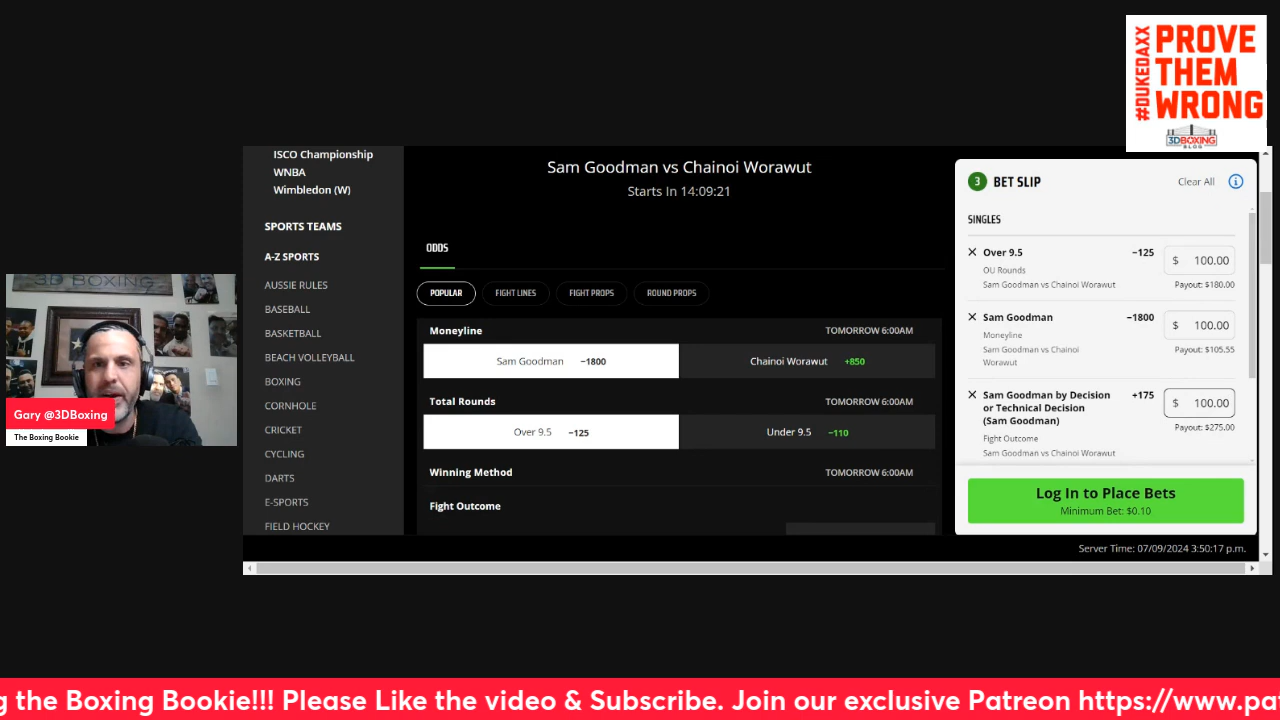 #DUKEDAXX
PROVE
THEM
WRONG
3DBOXING
BLOG
ISCO Championship
WNBA
Wimbledon (W)
SPORTS TEAMS
A-Z SPORTS
AUSSIE RULES
BASEBALL
BASKETBALL
BEACH VOLLEYBALL
BOXING
CORNHOLE
CRICKET
CYCLING
DARTS
E-SPORTS
FIELD HOCKEY
Sam Goodman vs Chainoi Worawut
Starts In 14:09:21
ODDS
POPULAR FIGHT LINES FIGHT PROPS ROUND PROPS
Moneyline TOMORROW 6:00AM
Sam Goodman −1800 Chainoi Worawut +850
Total Rounds TOMORROW 6:00AM
Over 9.5 −125 Under 9.5 −110
Winning Method TOMORROW 6:00AM
Fight Outcome
3 BET SLIP Clear All
SINGLES
Over 9.5 −125 $ 100.00
OU Rounds
Sam Goodman vs Chainoi Worawut Payout: $180.00
Sam Goodman −1800 $ 100.00
Moneyline
Sam Goodman vs Chainoi Payout: $105.55
Worawut
Sam Goodman by Decision +175 $ 100.00
or Technical Decision
(Sam Goodman) Payout: $275.00
Fight Outcome
Sam Goodman vs Chainoi Worawut
Log In to Place Bets
Minimum Bet: $0.10
Server Time: 07/09/2024 3:50:17 p.m.
3D BOXING
Gary @3DBoxing
The Boxing Bookie
g the Boxing Bookie!!! Please Like the video & Subscribe. Join our exclusive Patreon https://www.pa